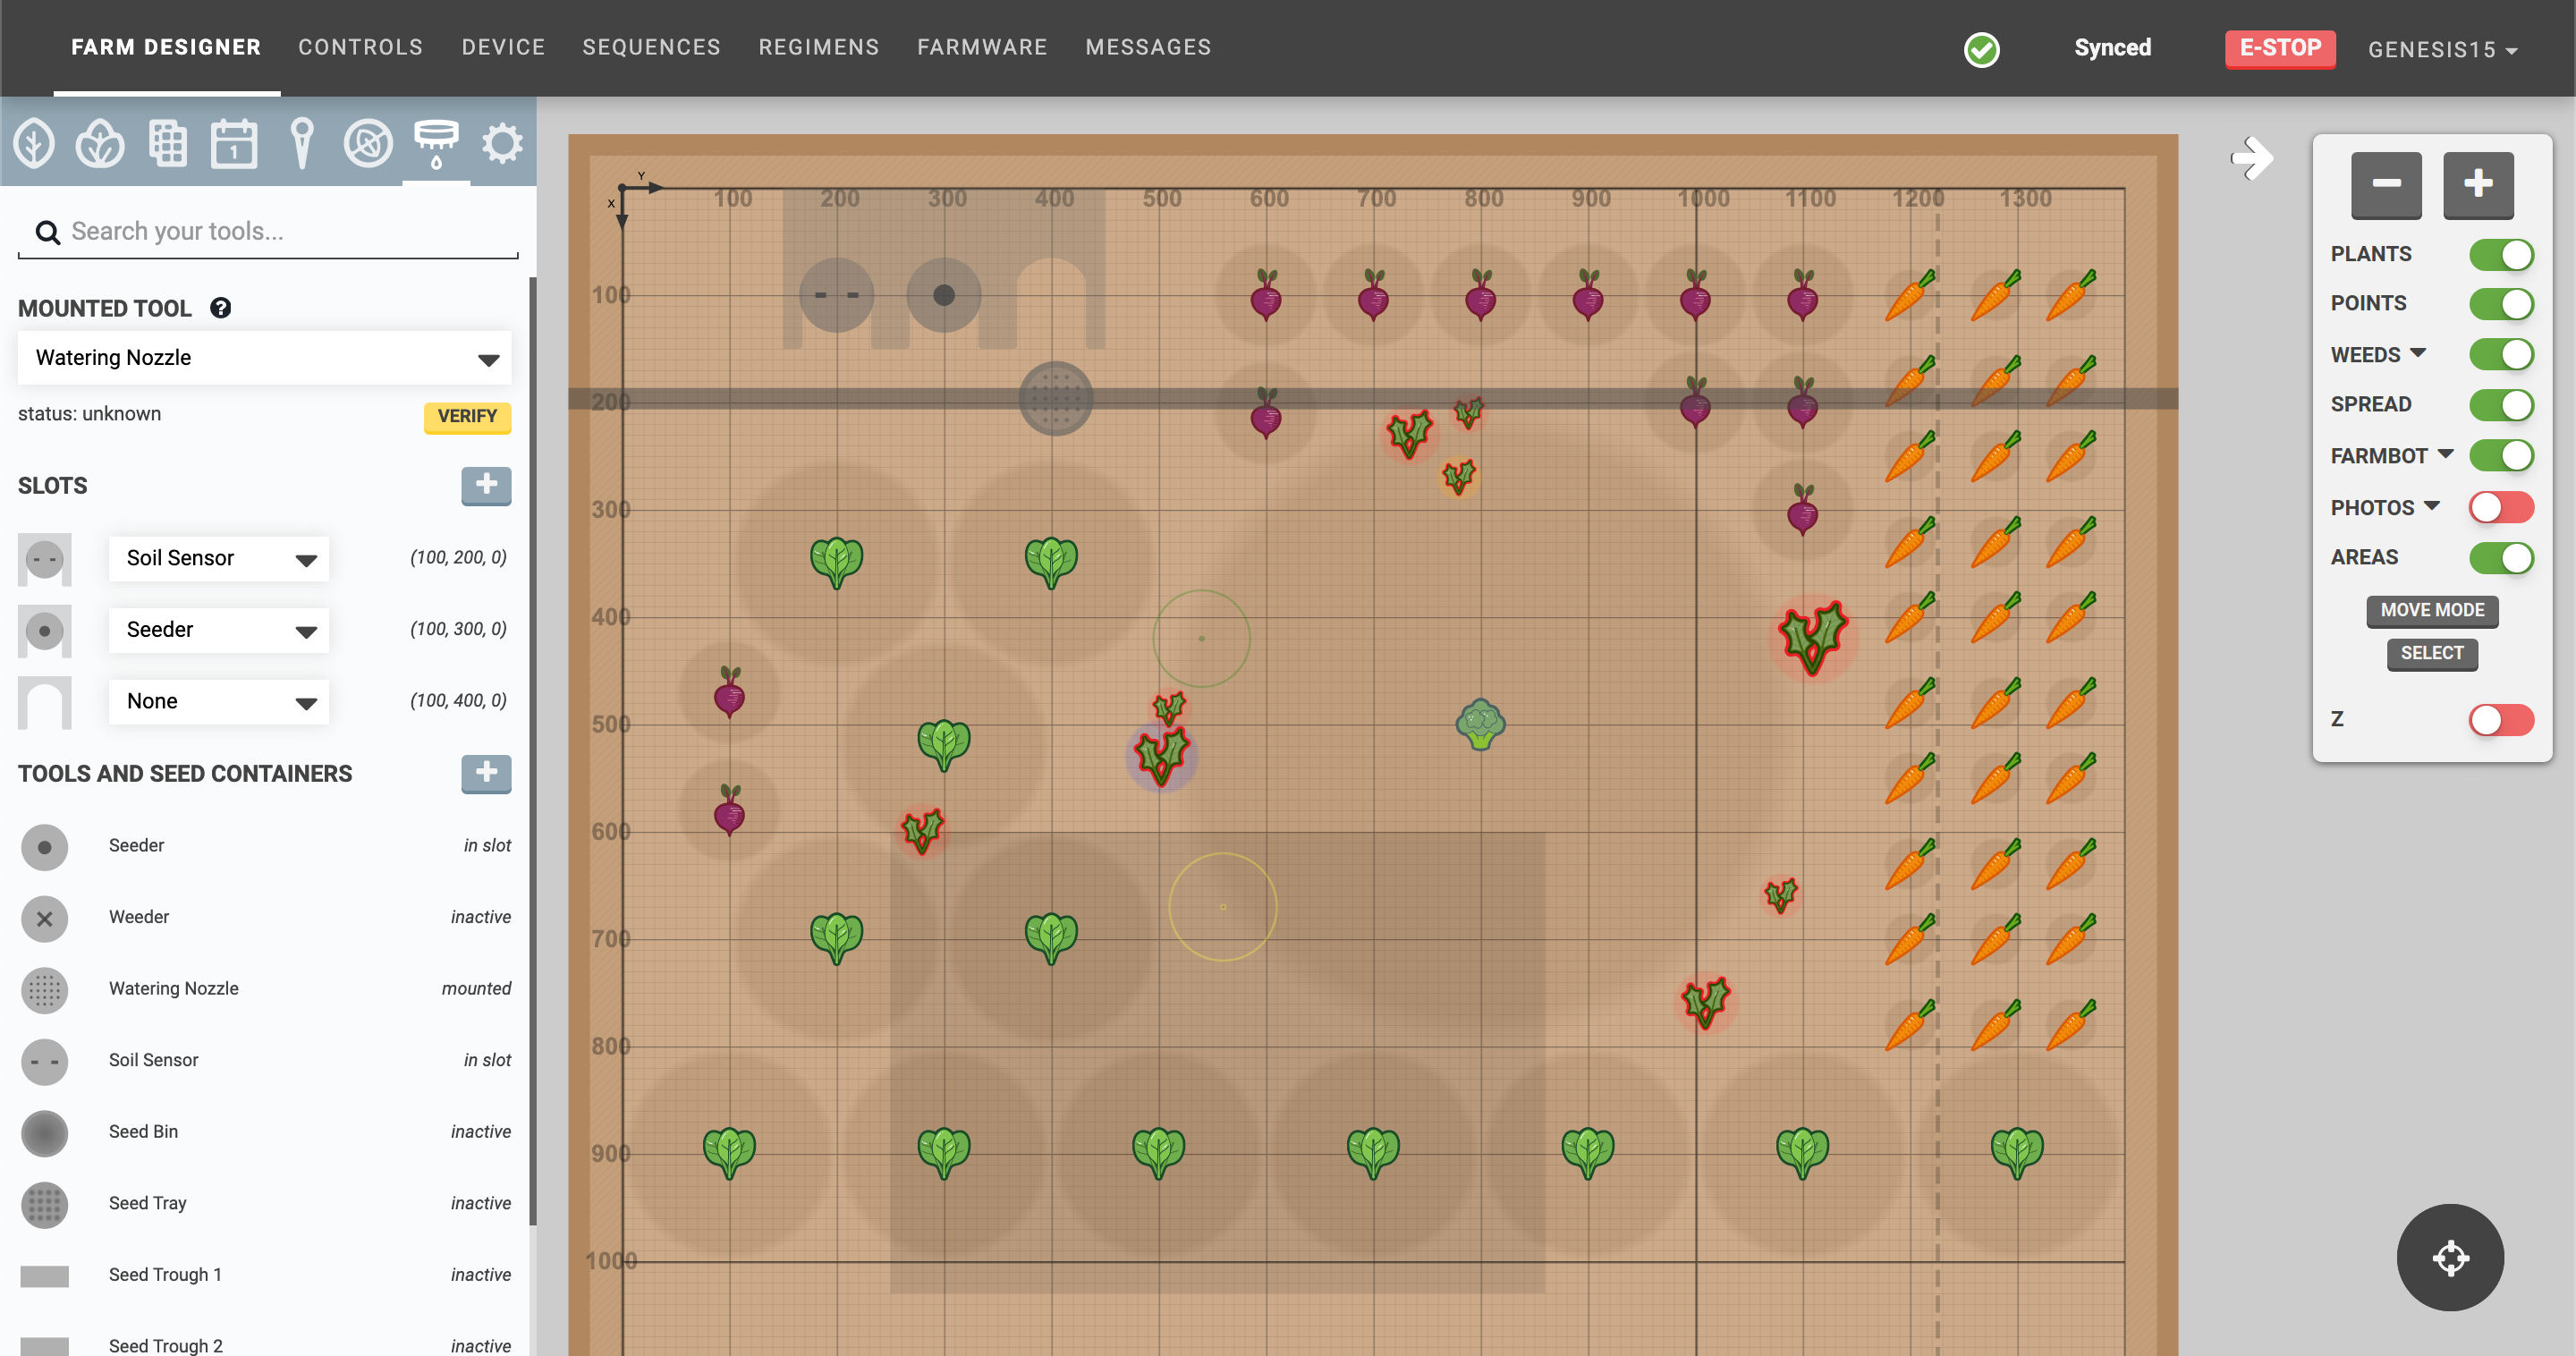 FARM DESIGNER CONTROLS DEVICE SEQUENCES REGIMENS FARMWARE MESSAGES Synced E-STOP GENESIS15
1
Search your tools...
MOUNTED TOOL ?
Watering Nozzle
status: unknown VERIFY
SLOTS +
Soil Sensor (100, 200, 0)
Seeder (100, 300, 0)
None (100, 400, 0)
TOOLS AND SEED CONTAINERS +
Seeder in slot
Weeder inactive
Watering Nozzle mounted
Soil Sensor in slot
Seed Bin inactive
Seed Tray inactive
Seed Trough 1 inactive
Seed Trough 2 inactive
Y
X
100 200 300 400 500 600 700 800 900 1000 1100 1200 1300
100
200
300
400
500
600
700
800
900
1000
PLANTS
POINTS
WEEDS
SPREAD
FARMBOT
PHOTOS
AREAS
MOVE MODE
SELECT
Z